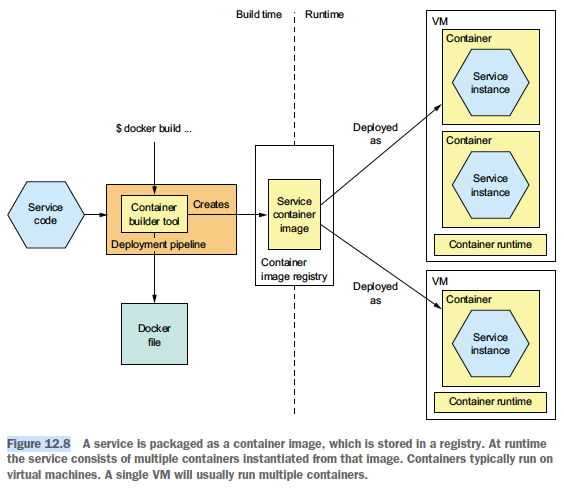 Build time
Runtime
VM
Container
Service
instance
$ docker build ...
Deployed
as
Container
Service
instance
Service
code
Container
builder tool
Creates
Deployment pipeline
Service
container
image
Container
image registry
Container runtime
Deployed
as
VM
Container
Service
instance
Docker
file
Container runtime
Figure 12.8 A service is packaged as a container image, which is stored in a registry. At runtime
the service consists of multiple containers instantiated from that image. Containers typically run on
virtual machines. A single VM will usually run multiple containers.